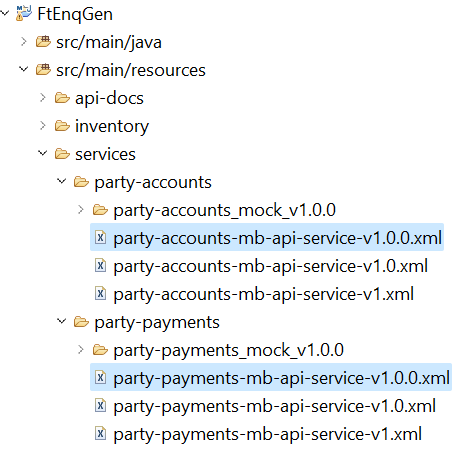 FtEnqGen
src/main/java
src/main/resources
api-docs
inventory
services
party-accounts
party-accounts_mock_v1.0.0
party-accounts-mb-api-service-v1.0.0.xml
party-accounts-mb-api-service-v1.0.xml
party-accounts-mb-api-service-v1.xml
party-payments
party-payments_mock_v1.0.0
party-payments-mb-api-service-v1.0.0.xml
party-payments-mb-api-service-v1.0.xml
party-payments-mb-api-service-v1.xml